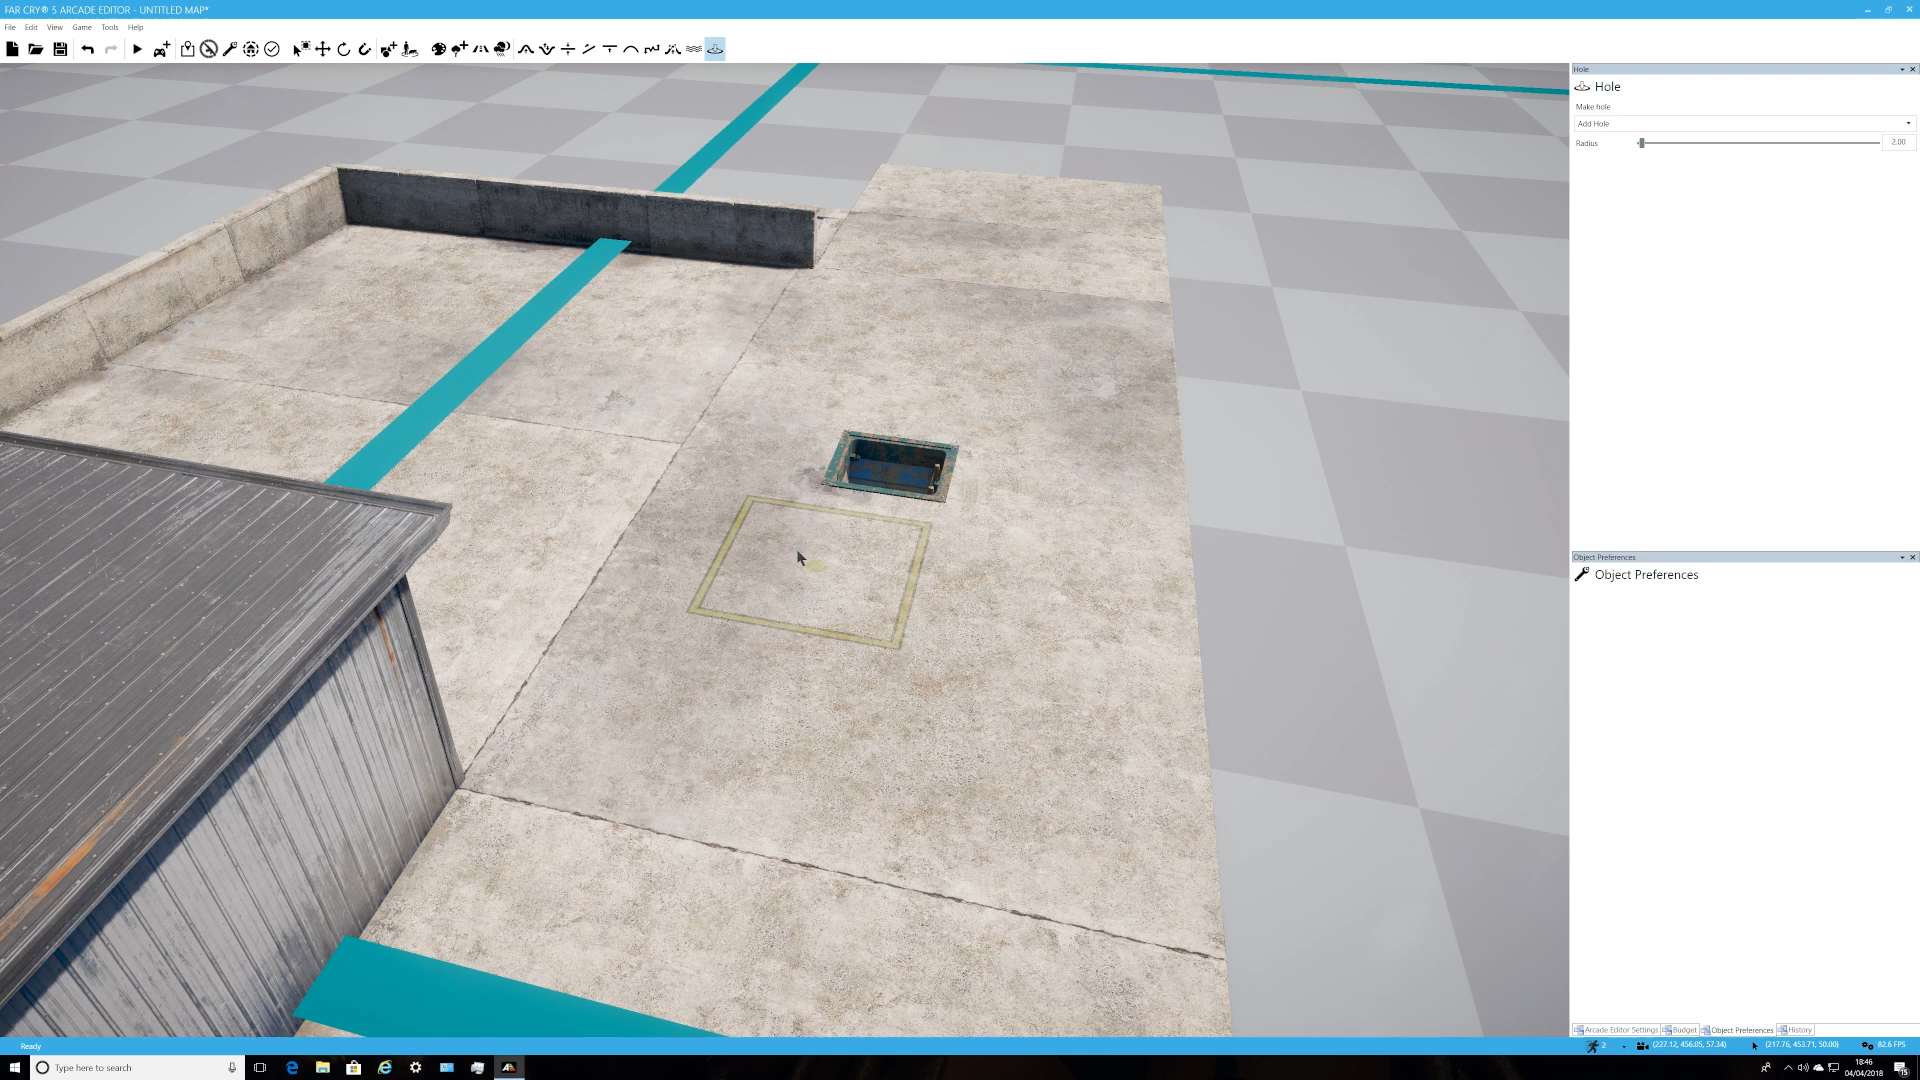 FAR CRY® 5 ARCADE EDITOR - UNTITLED MAP*
File Edit View Game Tools Help
Hole
Hole
Make hole
Add Hole
Radius 2.00
Object Preferences
Object Preferences
Arcade Editor Settings Budget Object Preferences History
Ready 2 (227.12, 456.05, 57.34) (217.76, 453.71, 50.00) 82.6 FPS
Type here to search
18:46
04/04/2018
15